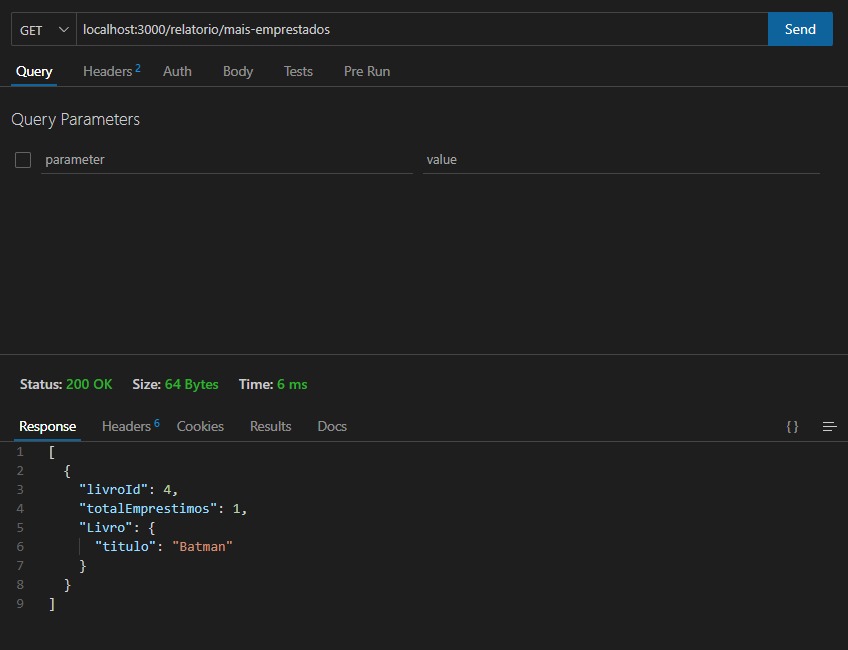 GET localhost:3000/relatorio/mais-emprestados Send
Query Headers 2 Auth Body Tests Pre Run
Query Parameters
parameter value
Status: 200 OK Size: 64 Bytes Time: 6 ms
Response Headers 6 Cookies Results Docs { }
1 [
2 {
3 "livroId": 4,
4 "totalEmprestimos": 1,
5 "Livro": {
6 "titulo": "Batman"
7 }
8 }
9 ]